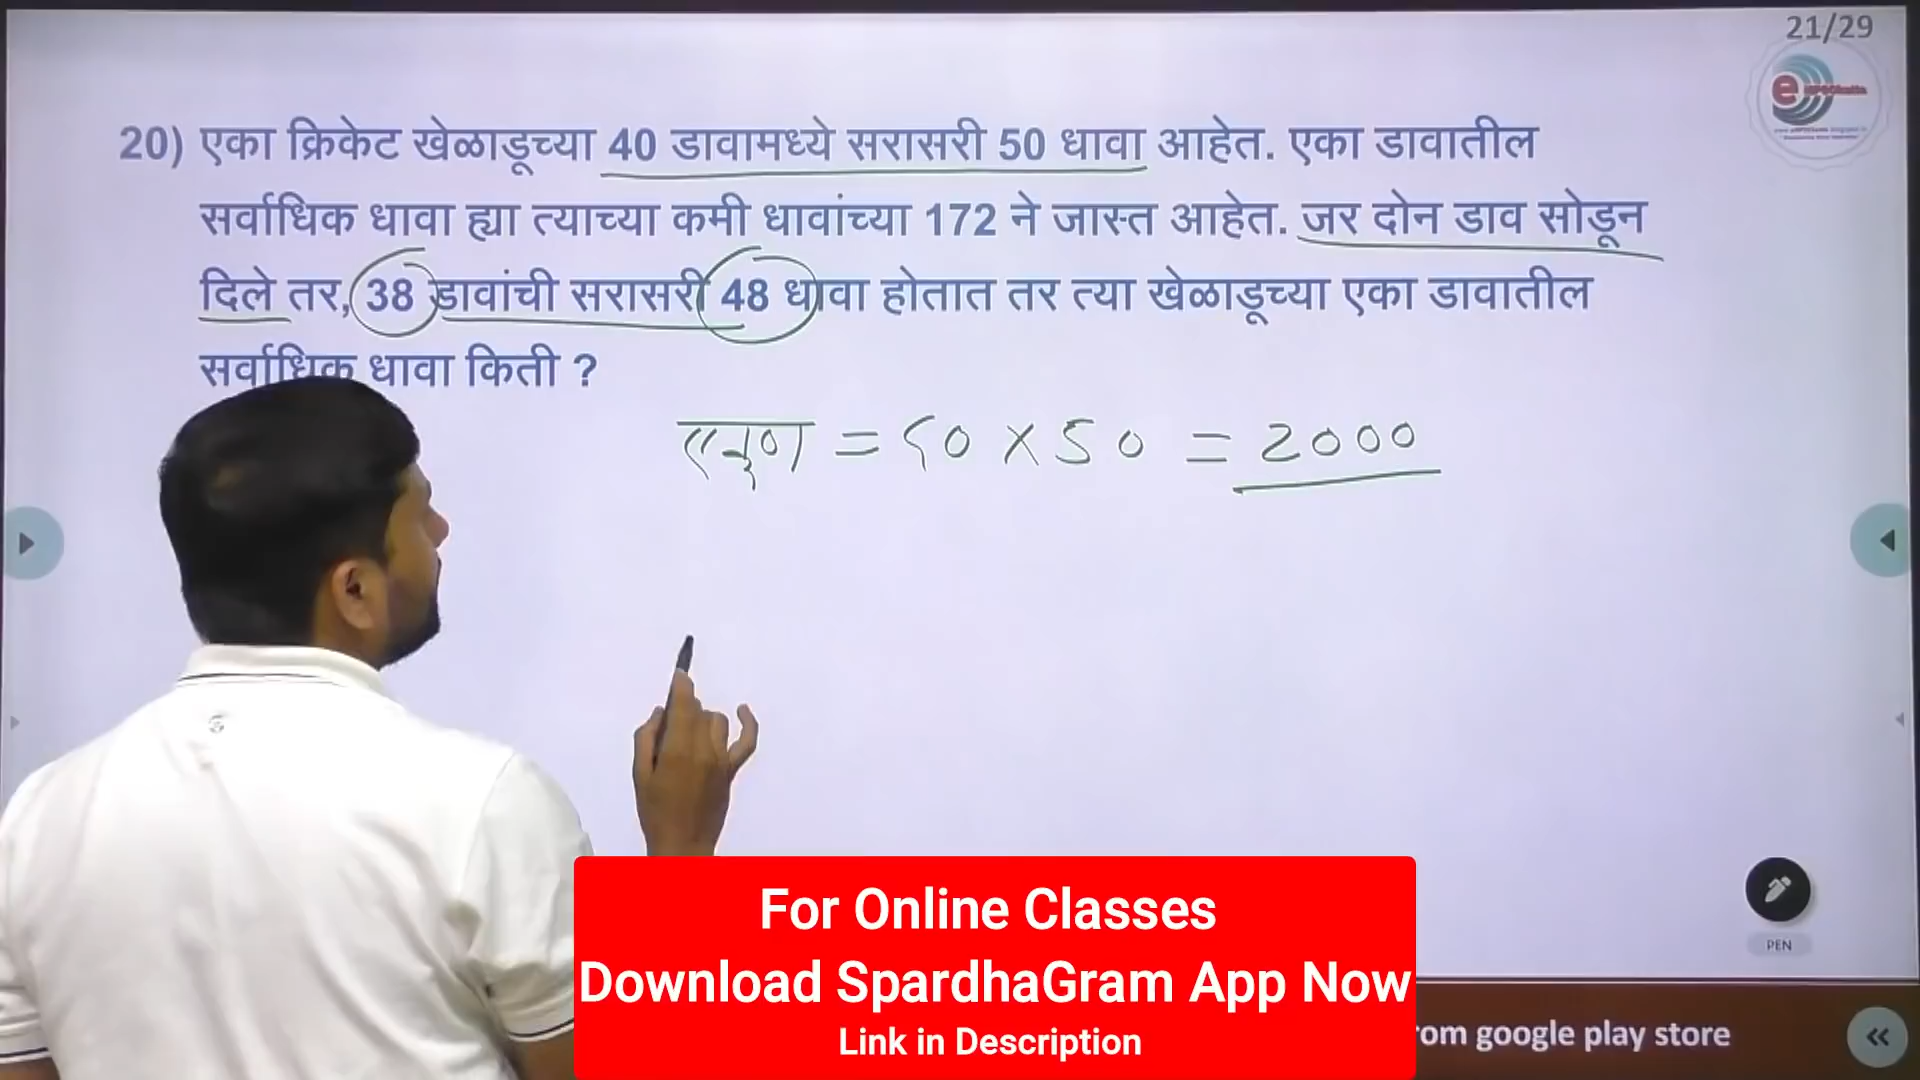 21/29
20) एका क्रिकेट खेळाडूच्या 40 डावामध्ये सरासरी 50 धावा आहेत. एका डावातील
सर्वाधिक धावा ह्या त्याच्या कमी धावांच्या 172 ने जास्त आहेत. जर दोन डाव सोडून
दिले तर, 38 डावांची सरासरी 48 धावा होतात तर त्या खेळाडूच्या एका डावातील
सर्वाधिक धावा किती ?
एकूण = ४0 × 50 = 2000
PEN
For Online Classes
Download SpardhaGram App Now
Link in Description
om google play store